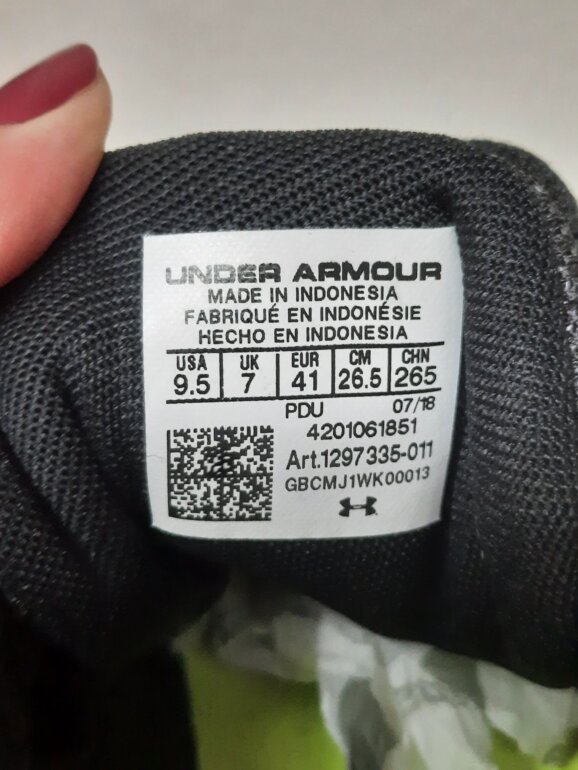 UNDER ARMOUR
MADE IN INDONESIA
FABRIQUÉ EN INDONÉSIE
HECHO EN INDONESIA
USA UK EUR CM CHN
9.5 7 41 26.5 265
PDU 07/18
4201061851
Art.1297335-011
GBCMJ1WK00013